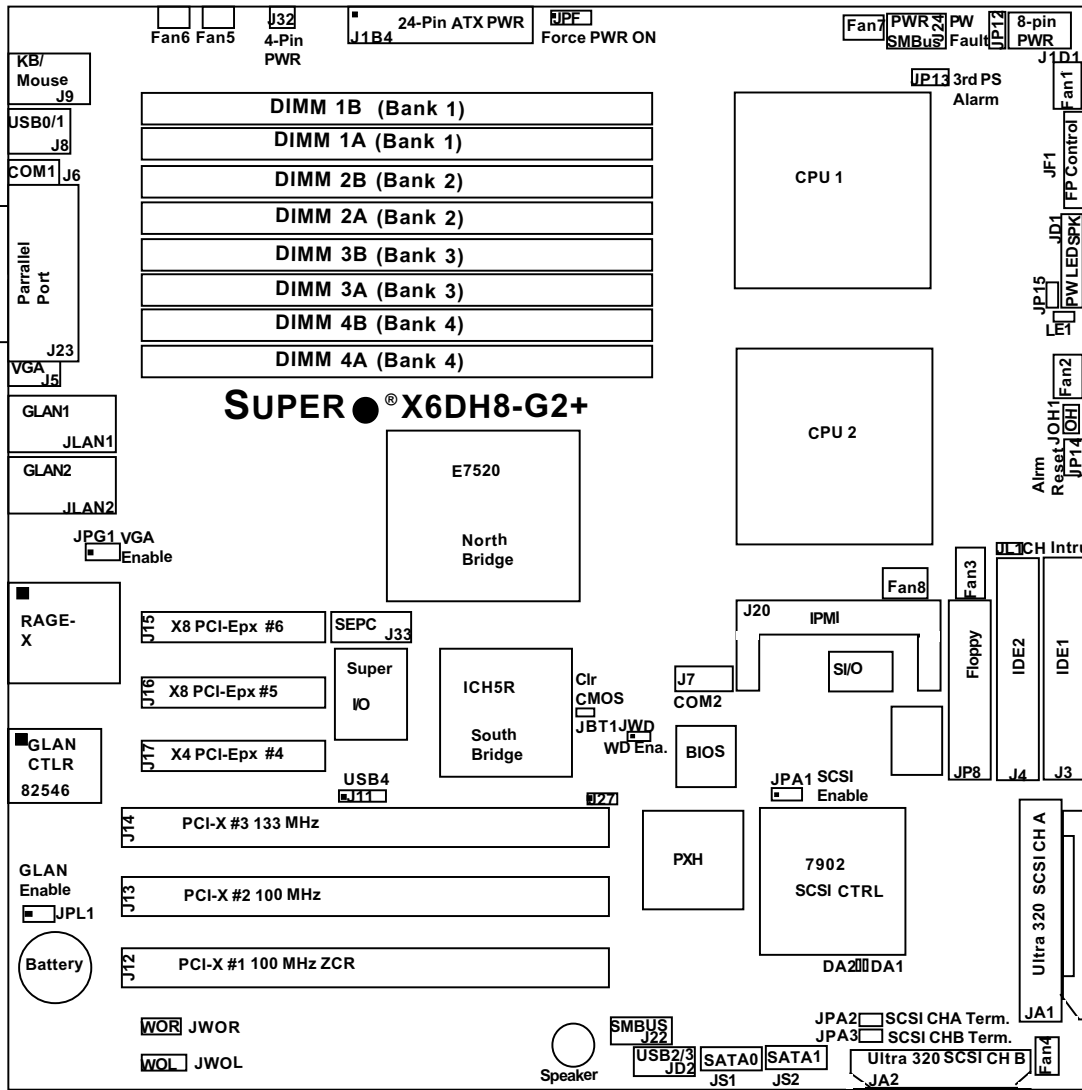 Fan6 Fan5
J32
4-Pin
PWR
24-Pin ATX PWR
J1B4
JPF
Force PWR ON
Fan7
PWR
SMBus
J24
PW
Fault
JP12
8-pin
PWR
J1D1
KB/
Mouse
J9
JP13 3rd PS
Alarm
Fan1
USB0/1
J8
DIMM 1B (Bank 1)
DIMM 1A (Bank 1)
DIMM 2B (Bank 2)
DIMM 2A (Bank 2)
DIMM 3B (Bank 3)
DIMM 3A (Bank 3)
DIMM 4B (Bank 4)
DIMM 4A (Bank 4)
CPU 1
COM1 J6
JF1
FP Control
Parrallel
Port
J23
JD1
PW LED SPK
JP15
LE1
VGA
J5
SUPER ® X6DH8-G2+
CPU 2
Fan2
JOH1
OH
Alrm
Reset
JP14
GLAN1
JLAN1
GLAN2
JLAN2
E7520
North
Bridge
JPG1 VGA
Enable
JL1 CH Intru
Fan3
Fan8
RAGE-
X
J15
X8 PCI-Epx #6
SEPC
J33
J20
IPMI
Floppy
JP8
IDE2
J4
IDE1
J3
J16
X8 PCI-Epx #5
Super
I/O
ICH5R
South
Bridge
Clr
CMOS
JBT1
J7
COM2
SI/O
JWD
WD Ena.
BIOS
GLAN
CTLR
82546
J17
X4 PCI-Epx #4
USB4
J11
J27
JPA1 SCSI
Enable
J14
PCI-X #3 133 MHz
PXH
7902
SCSI CTRL
Ultra 320 SCSI CH A
JA1
GLAN
Enable
JPL1
J13
PCI-X #2 100 MHz
Battery
J12
PCI-X #1 100 MHz ZCR
DA2 DA1
WOR JWOR
WOL JWOL
Speaker
SMBUS
J22
USB2/3
JD2
SATA0
JS1
SATA1
JS2
JPA2 SCSI CHA Term.
JPA3 SCSI CHB Term.
Ultra 320 SCSI CH B
JA2
Fan4